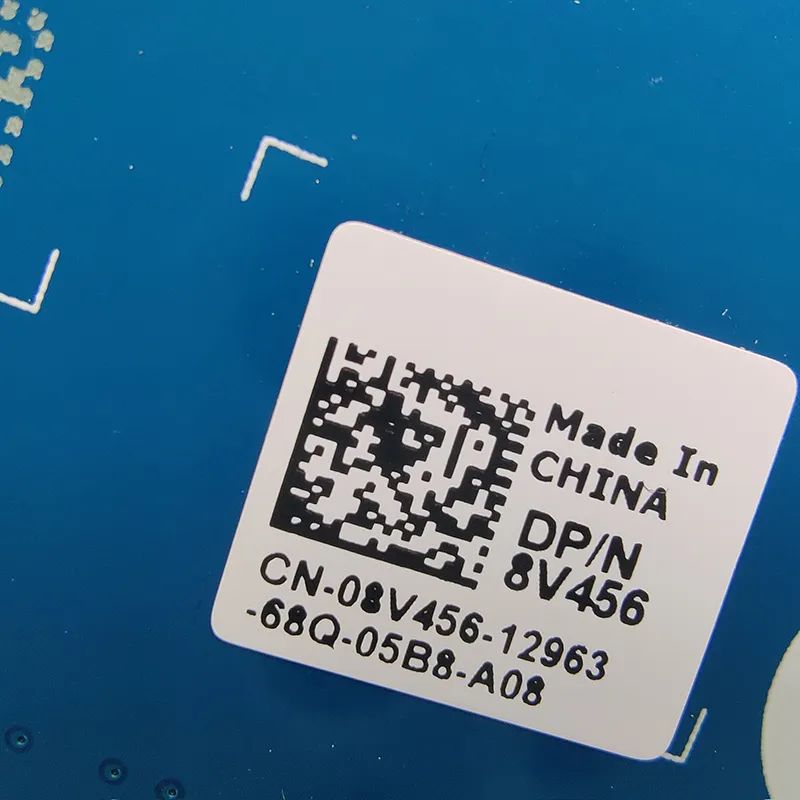 Made In
CHINA
DP/N
8V456
CN-08V456-12963
-68Q-05B8-A08